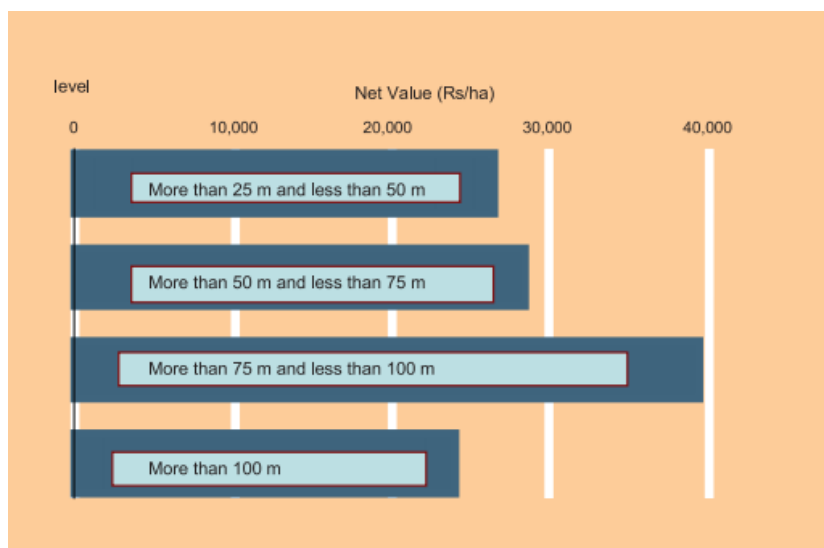 level
Net Value (Rs/ha)
0 10,000 20,000 30,000 40,000
More than 25 m and less than 50 m
More than 50 m and less than 75 m
More than 75 m and less than 100 m
More than 100 m